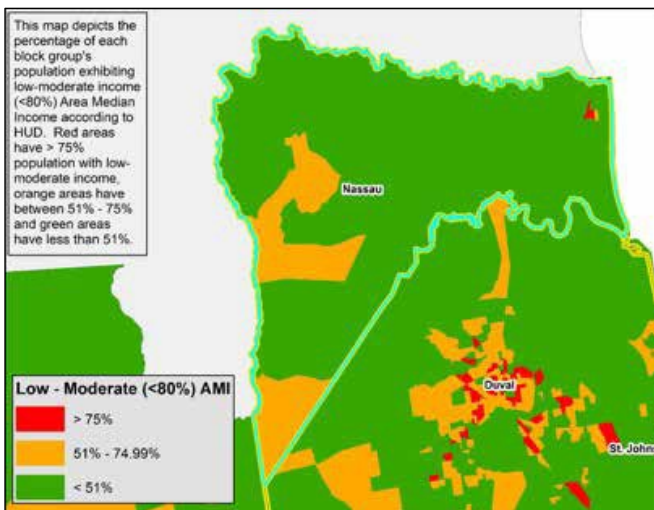 This map depicts the
percentage of each
block group's
population exhibiting
low-moderate income
(<80%) Area Median
Income according to
HUD. Red areas
have > 75%
population with low-
moderate income,
orange areas have
between 51% - 75%
and green areas
have less than 51%.
Nassau
Duval
St. Johns
Low - Moderate (<80%) AMI
> 75%
51% - 74.99%
< 51%